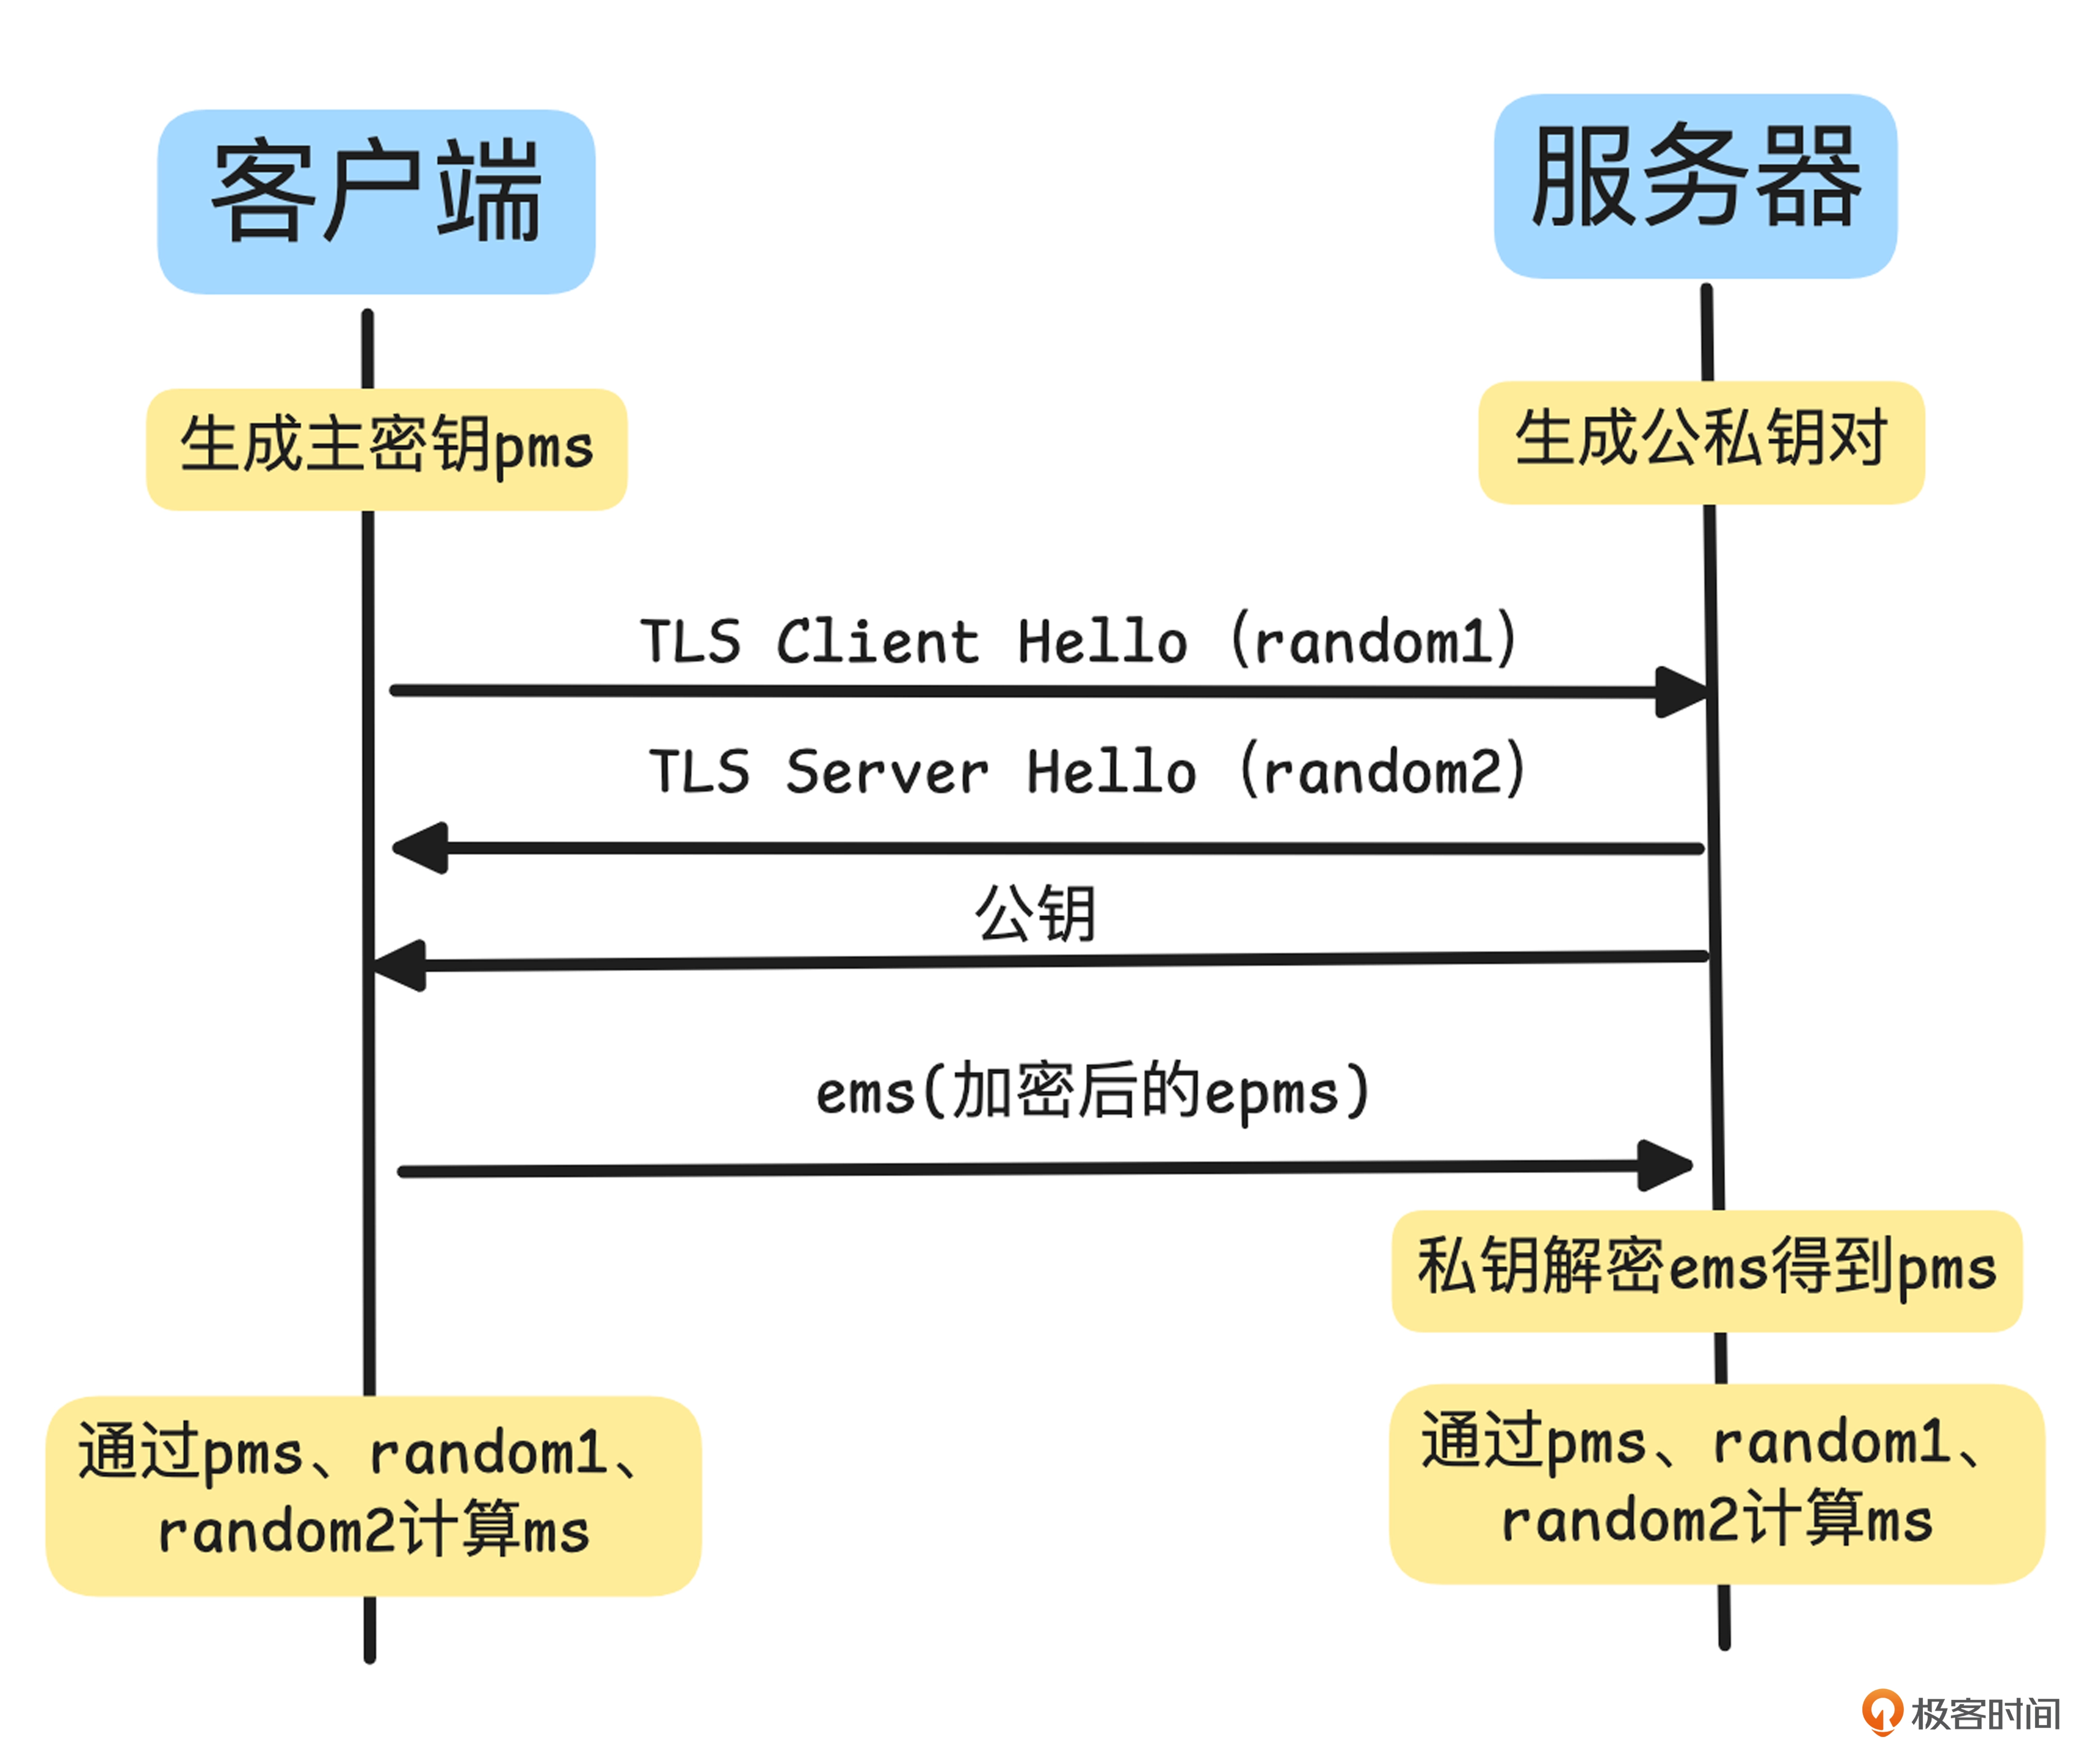 客户端
服务器
生成主密钥pms
生成公私钥对
TLS Client Hello (random1)
TLS Server Hello (random2)
公钥
ems(加密后的epms)
私钥解密ems得到pms
通过pms、random1、
random2计算ms
通过pms、random1、
random2计算ms
极客时间